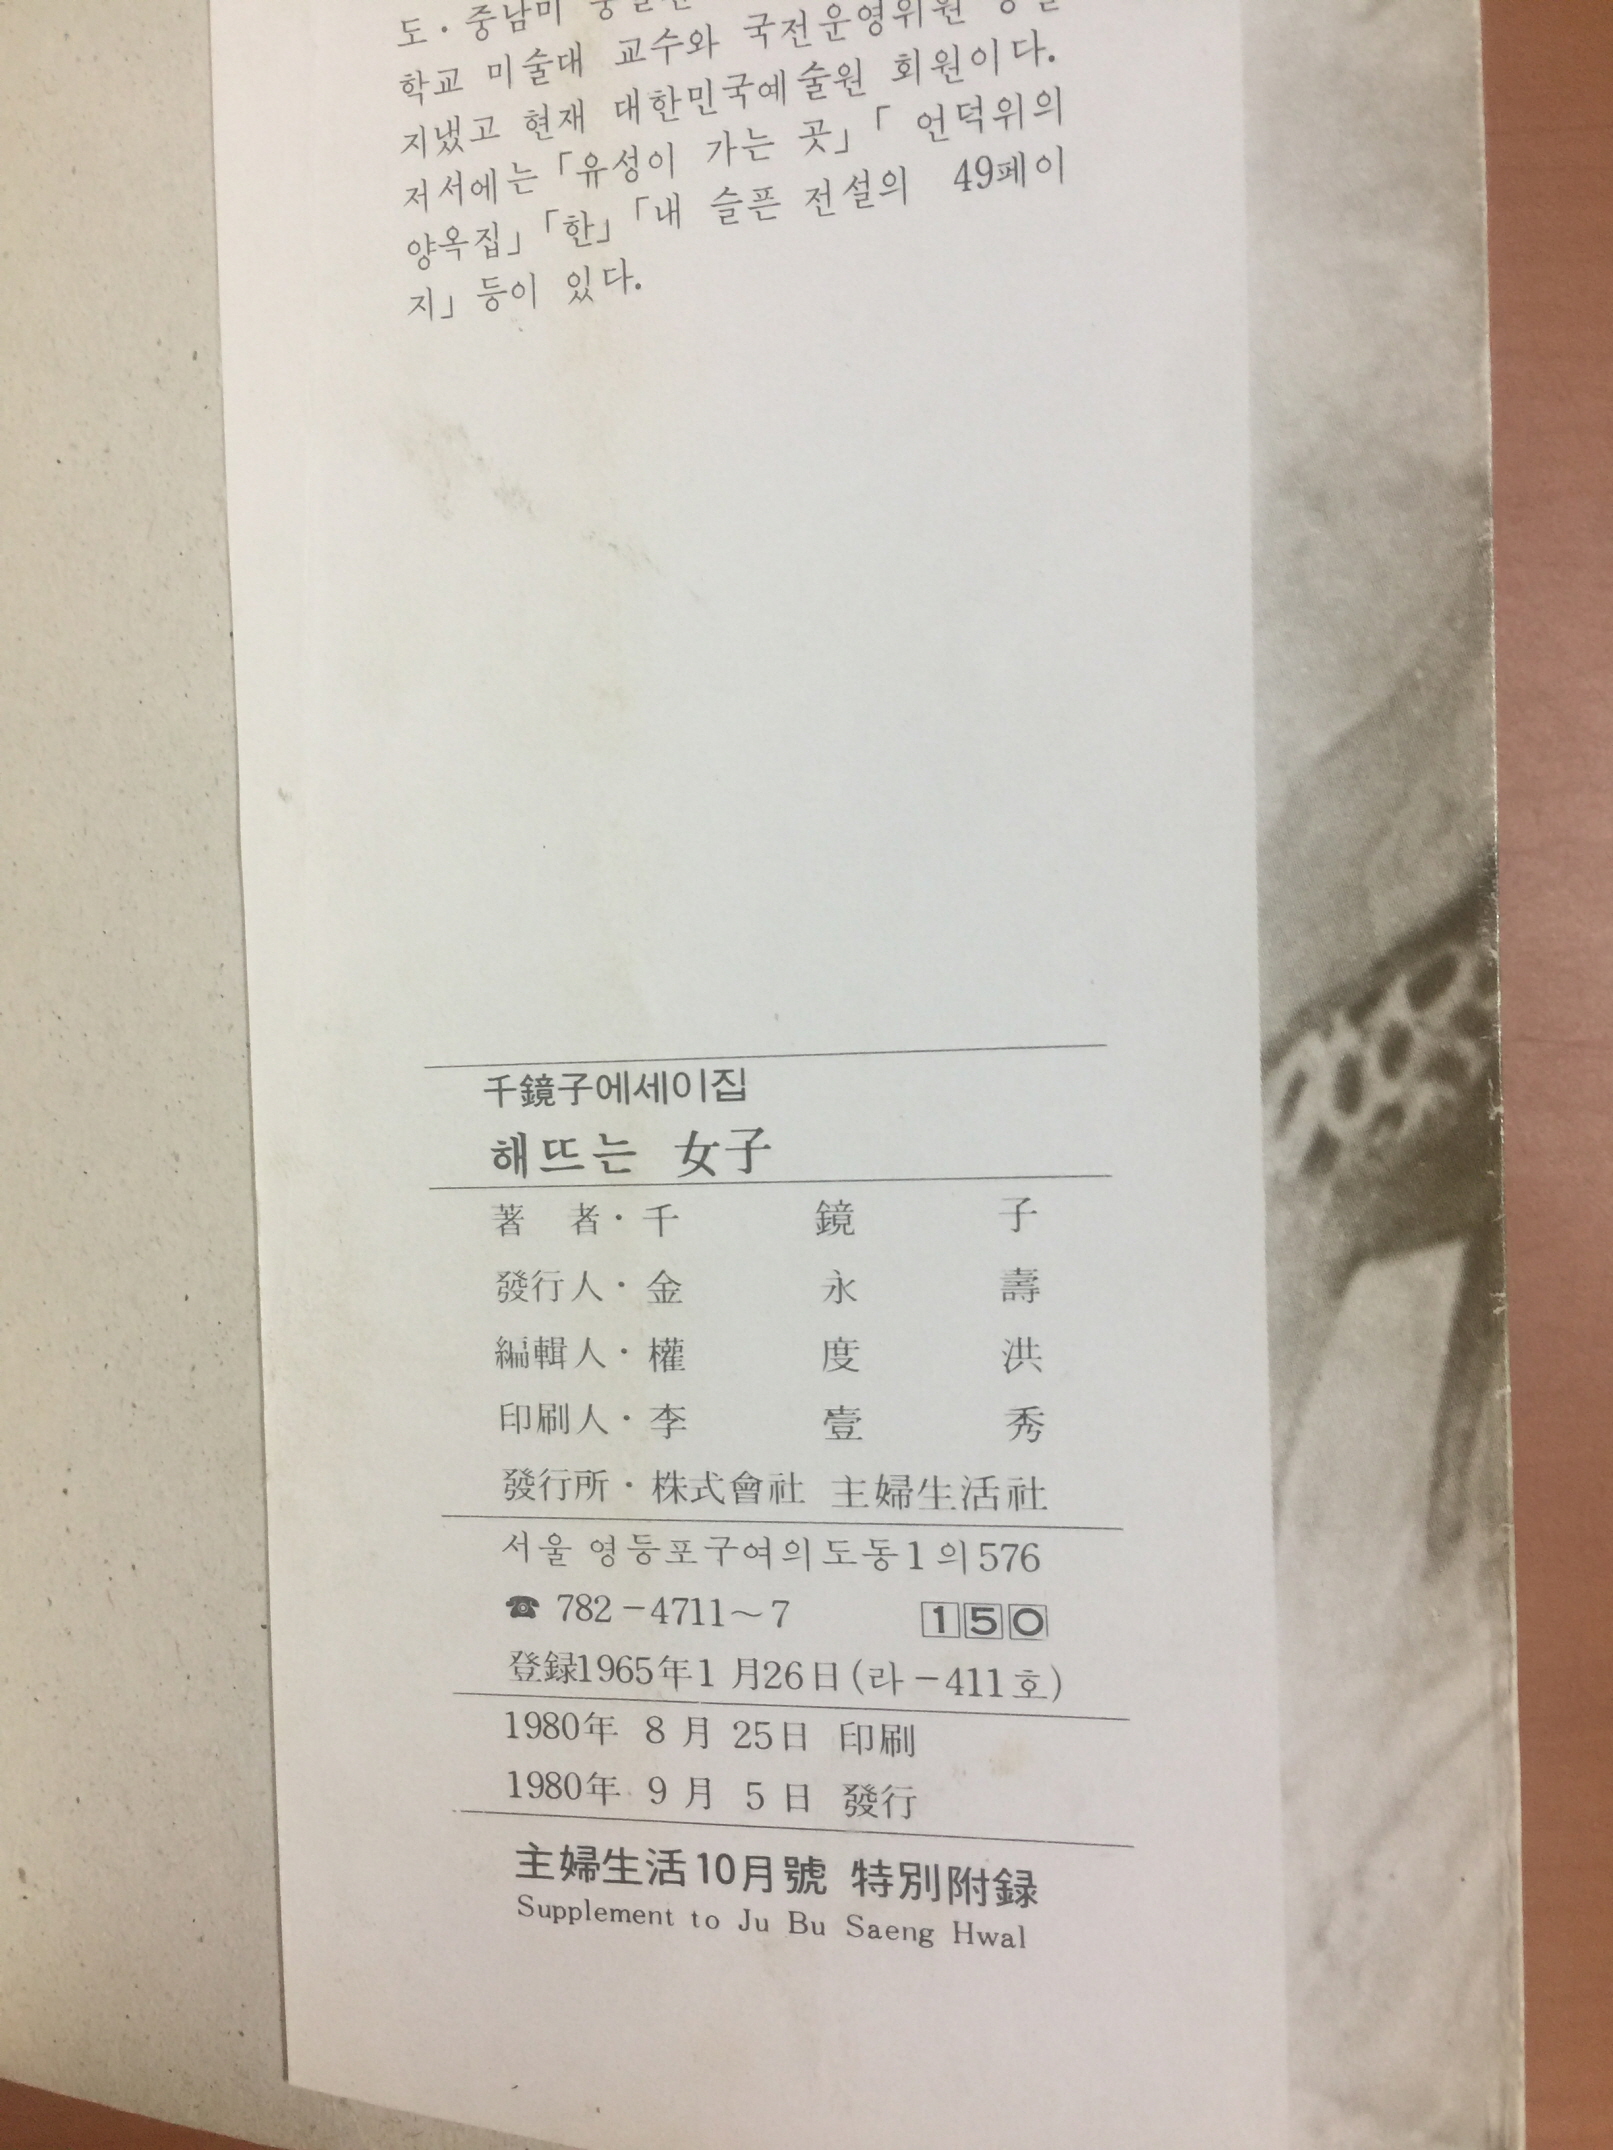 도·중남미
학교 미술대 교수와 국전운영위원
지냈고 현재 대한민국예술원 회원이다.
저서에는「유성이 가는 곳」「언덕위의
양옥집」「한」「내 슬픈 전설의 49페이
지」등이 있다.
千鏡子에세이집
해뜨는 女子
著 者·千 鏡 子
發行人·金 永 壽
編輯人·權 度 洪
印刷人·李 壹 秀
發行所·株式會社 主婦生活社
서울 영등포구여의도동1의576
☎ 782-4711~7 150
登録1965年1月26日(라-411호)
1980年 8月 25日 印刷
1980年 9月 5日 發行
主婦生活10月號 特別附録
Supplement to Ju Bu Saeng Hwal